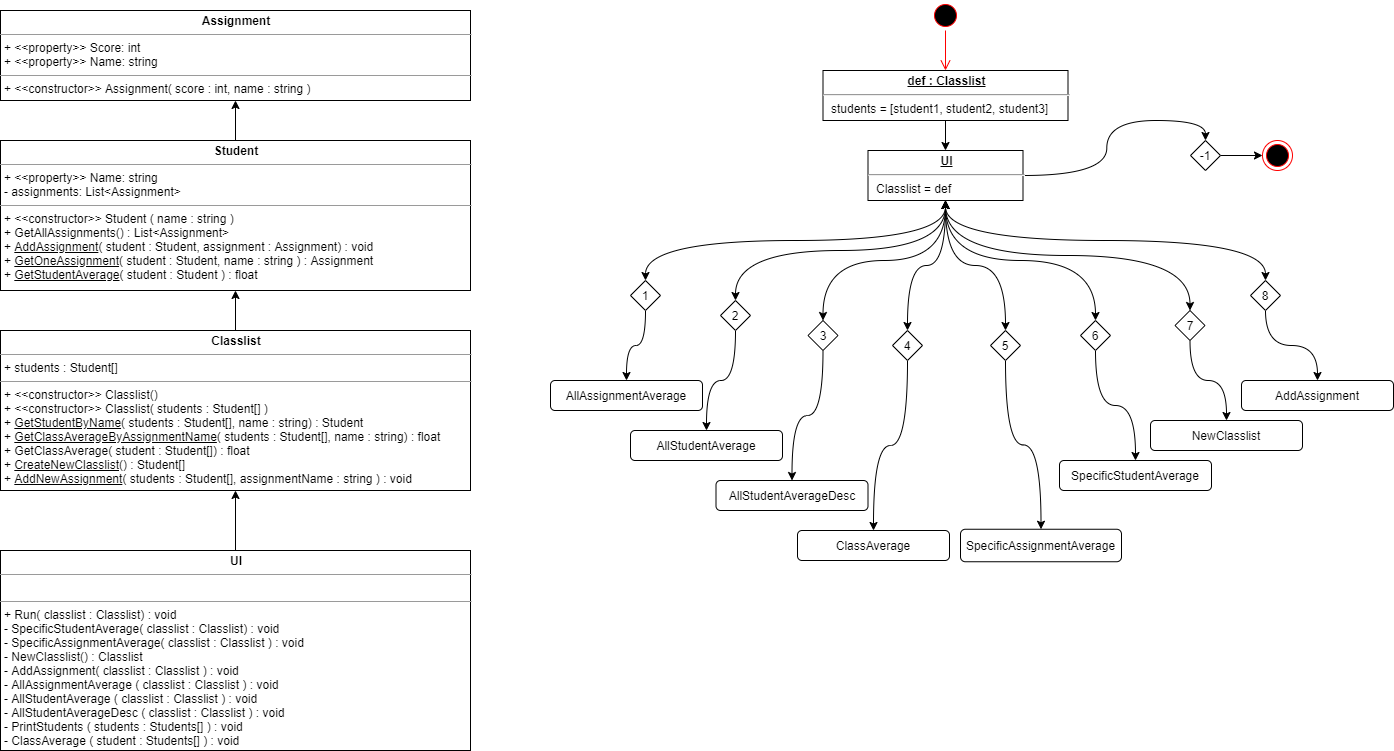 Assignment
+ <<property>> Score: int
+ <<property>> Name: string
+ <<constructor>> Assignment( score : int, name : string )
Student
+ <<property>> Name: string
- assignments: List<Assignment>
+ <<constructor>> Student ( name : string )
+ GetAllAssignments() : List<Assignment>
+ AddAssignment( student : Student, assignment : Assignment) : void
+ GetOneAssignment( student : Student, name : string ) : Assignment
+ GetStudentAverage( student : Student ) : float
Classlist
+ students : Student[]
+ <<constructor>> Classlist()
+ <<constructor>> Classlist( students : Student[] )
+ GetStudentByName( students : Student[], name : string) : Student
+ GetClassAverageByAssignmentName( students : Student[], name : string) : float
+ GetClassAverage( student : Student[]) : float
+ CreateNewClasslist() : Student[]
+ AddNewAssignment( students : Student[], assignmentName : string ) : void
UI
+ Run( classlist : Classlist) : void
- SpecificStudentAverage( classlist : Classlist) : void
- SpecificAssignmentAverage( classlist : Classlist ) : void
- NewClasslist() : Classlist
- AddAssignment( classlist : Classlist ) : void
- AllAssignmentAverage ( classlist : Classlist ) : void
- AllStudentAverage ( classlist : Classlist ) : void
- AllStudentAverageDesc ( classlist : Classlist ) : void
- PrintStudents ( students : Students[] ) : void
- ClassAverage ( student : Students[] ) : void
def : Classlist
students = [student1, student2, student3]
UI
Classlist = def
-1
1
2
3
4
5
6
7
8
AllAssignmentAverage
AllStudentAverage
AllStudentAverageDesc
ClassAverage
SpecificAssignmentAverage
SpecificStudentAverage
NewClasslist
AddAssignment